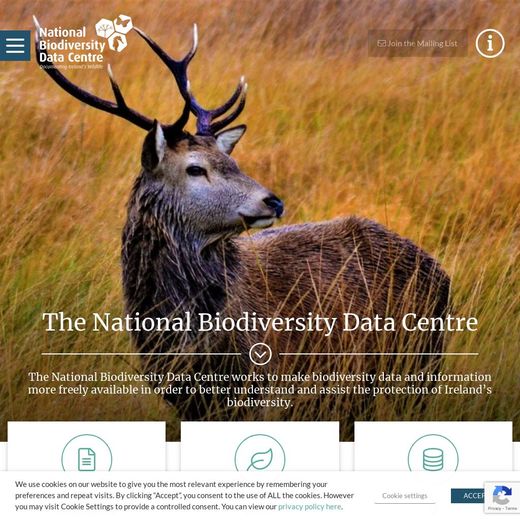 National
Biodiversity
Data Centre
Documenting Ireland's Wildlife
Join the Mailing List
The National Biodiversity Data Centre
The National Biodiversity Data Centre works to make biodiversity data and information
more freely available in order to better understand and assist the protection of Ireland's
biodiversity.
We use cookies on our website to give you the most relevant experience by remembering your
preferences and repeat visits. By clicking "Accept", you consent to the use of ALL the cookies. However
you may visit Cookie Settings to provide a controlled consent. You can view our privacy policy here.
Cookie settings
ACCEP
Privacy - Terms